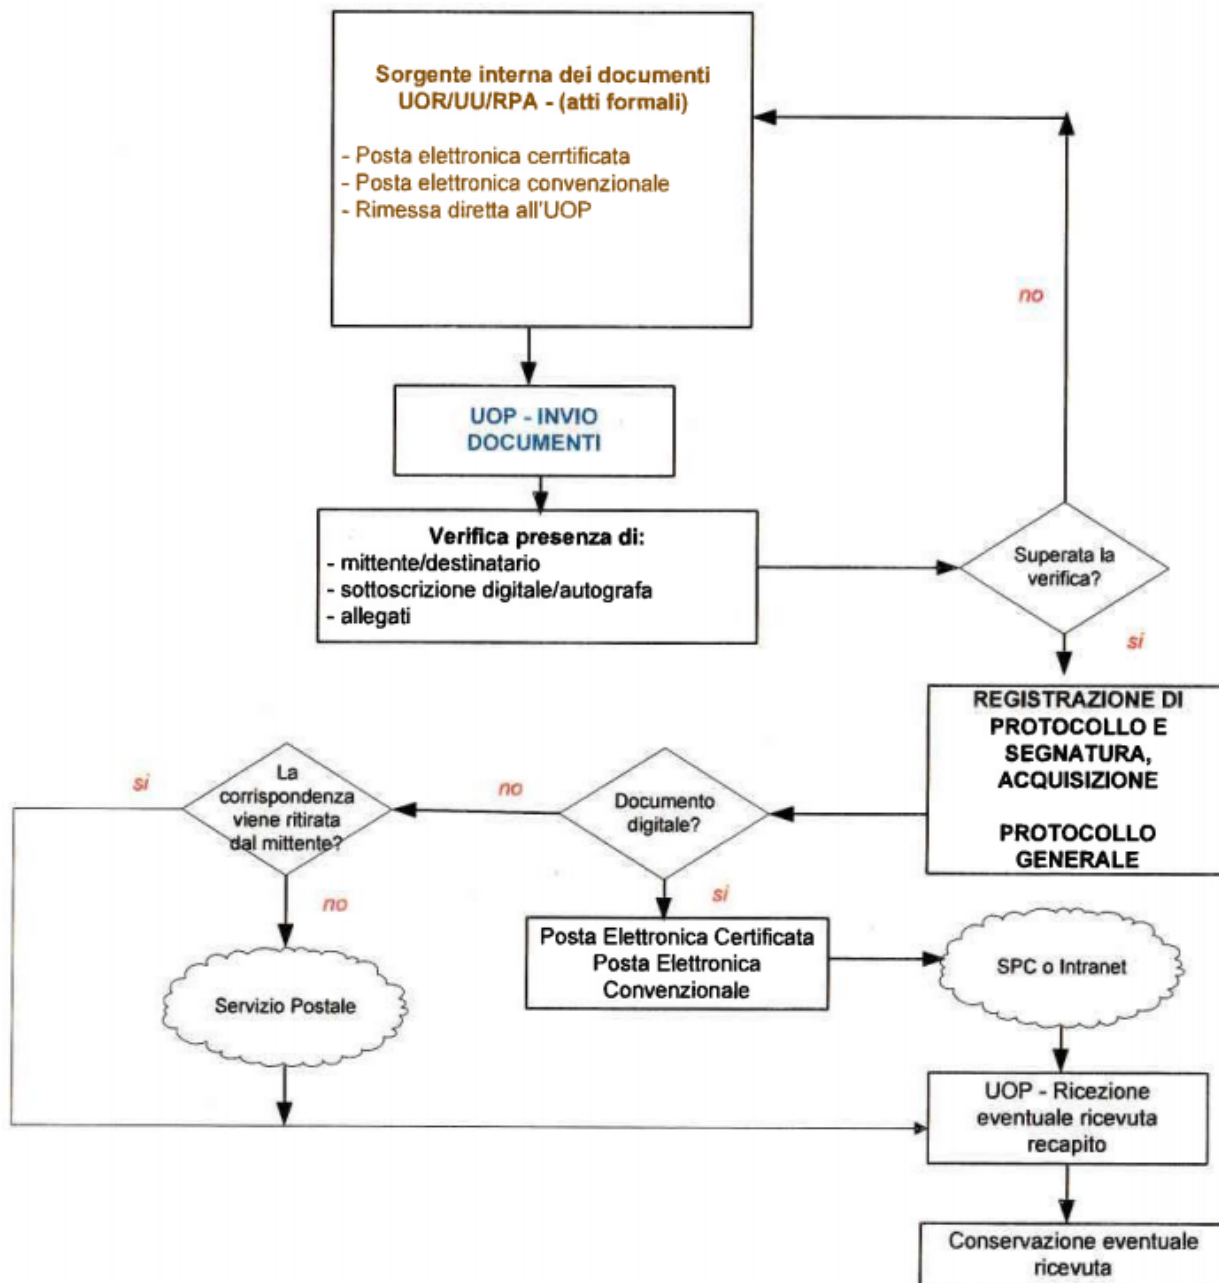 Sorgente interna dei documenti
UOR/UU/RPA - (atti formali)
- Posta elettronica cerrtificata
- Posta elettronica convenzionale
- Rimessa diretta all'UOP
no
UOP - INVIO
DOCUMENTI
Verifica presenza di:
- mittente/destinatario
- sottoscrizione digitale/autografa
- allegati
Superata la
verifica?
si
REGISTRAZIONE DI
PROTOCOLLO E
SEGNATURA,
ACQUISIZIONE
PROTOCOLLO
GENERALE
Documento
digitale?
no
La
corrispondenza
viene ritirata
dal mittente?
si
no
si
Posta Elettronica Certificata
Posta Elettronica
Convenzionale
SPC o Intranet
Servizio Postale
UOP - Ricezione
eventuale ricevuta
recapito
Conservazione eventuale
ricevuta